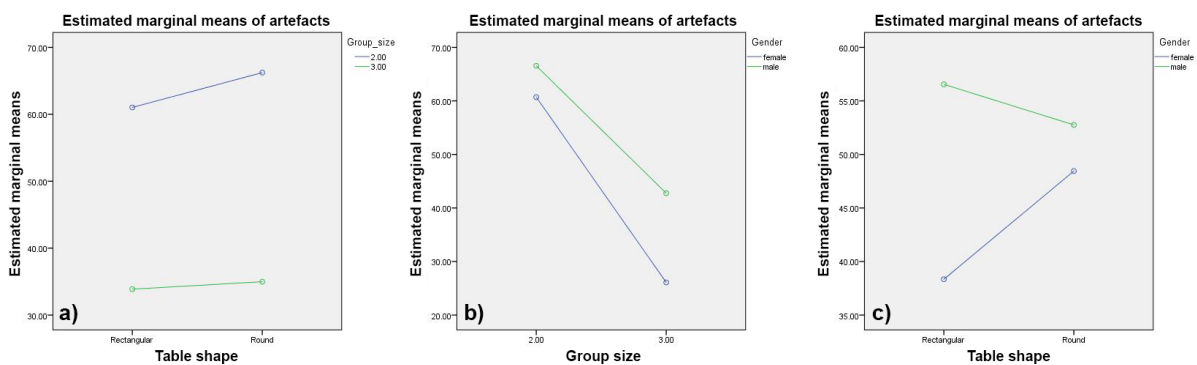 Estimated marginal means of artefacts
Group_size
2.00
3.00
70.00
60.00
50.00
40.00
30.00
Estimated marginal means
a)
Rectangular
Round
Table shape
Estimated marginal means of artefacts
Gender
female
male
70.00
60.00
50.00
40.00
30.00
20.00
Estimated marginal means
b)
2.00
3.00
Group size
Estimated marginal means of artefacts
Gender
female
male
60.00
55.00
50.00
45.00
40.00
35.00
Estimated marginal means
c)
Rectangular
Round
Table shape